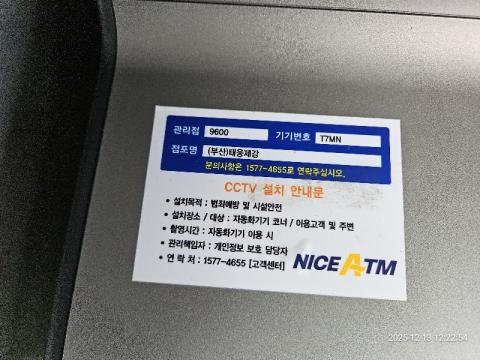 관리점 9600 기기번호 T7MN
점포명 (부산)태웅제강
문의사항은 1577-4655로 연락주십시오.
CCTV 설치 안내문
• 설치목적 : 범죄예방 및 시설안전
• 설치장소 / 대상 : 자동화기기 코너 / 이용고객 및 주변
• 촬영시간 : 자동화기기 이용 시
• 관리책임자 : 개인정보 보호 담당자
• 연 락 처 : 1577-4655 [고객센터]
NICE ATM
2025-12-13 12:22:54